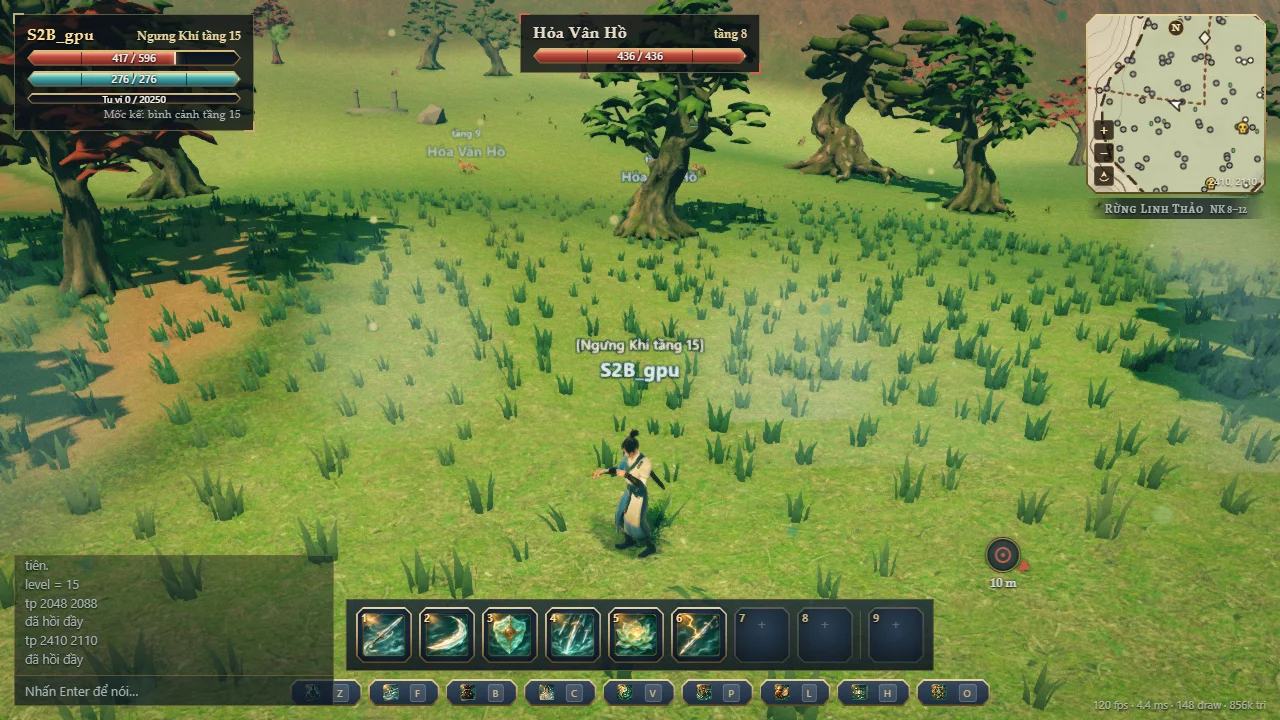 S2B_gpu
Ngưng Khí tầng 15
417 / 596
276 / 276
Tu vi 0 / 20250
Mốc kế: bình cảnh tầng 15
Hỏa Vân Hồ
tầng 8
436 / 436
N
+
−
RỪNG LINH THẢO NK 8–12
tầng 9
Hỏa Vân Hồ
[Ngưng Khí tầng 15]
S2B_gpu
10 m
tiên.
level = 15
tp 2048 2088
đã hồi đầy
tp 2410 2110
đã hồi đầy
Nhấn Enter để nói...
1
2
3
4
5
6
7
8
9
+
+
+
Z
F
B
C
V
P
L
H
O
120 fps · 4.4 ms · 148 draw · 856k tri